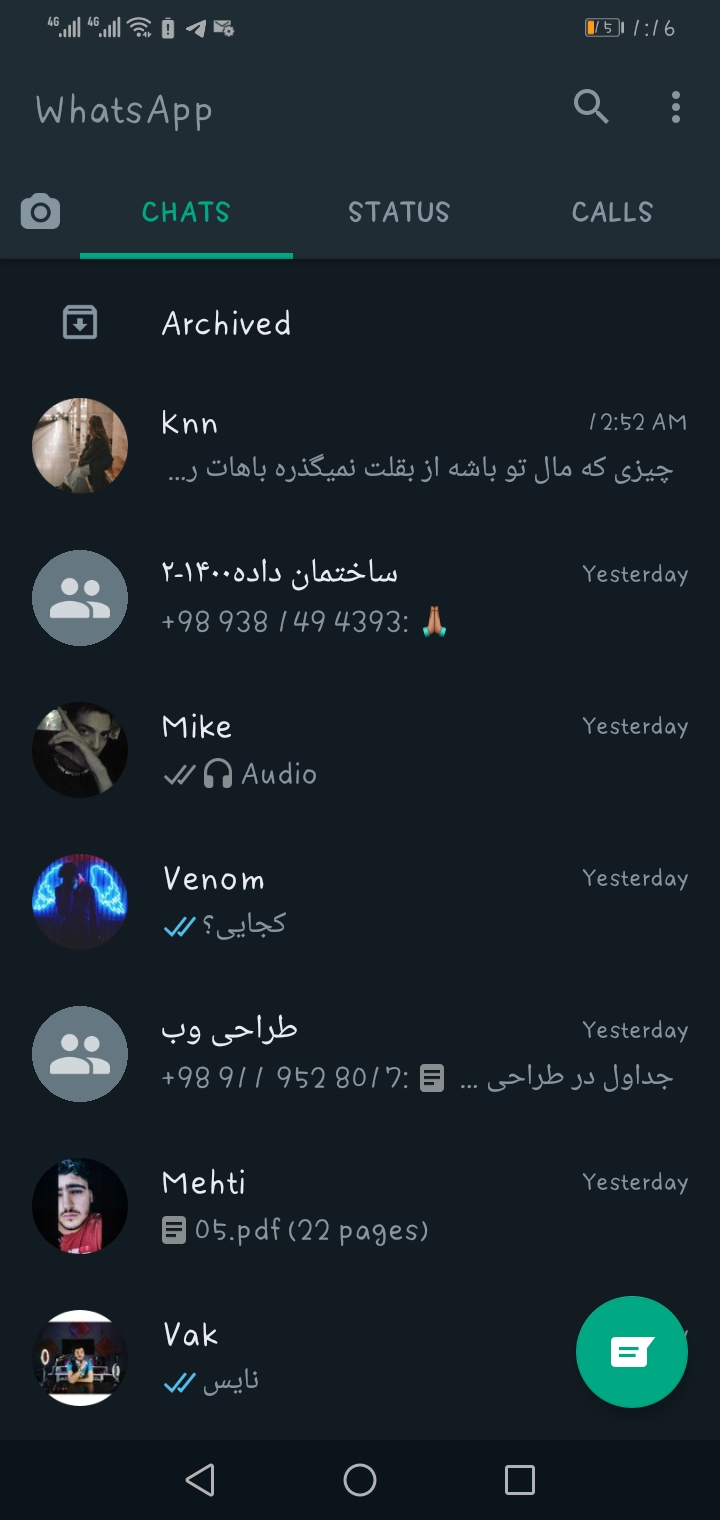 4G 4G 15 1:16
WhatsApp
CHATS STATUS CALLS
Archived
Knn 12:52 AM
چیزی که مال تو باشه از بقلت نمیگذره باهات ر...
ساختمان داده۱۴۰۰-۲ Yesterday
+98 938 149 4393: 🙏🏽
Mike Yesterday
Audio
Venom Yesterday
کجایی؟
طراحی وب Yesterday
+98 911 952 8017: جداول در طراحی ...
Mehti Yesterday
05.pdf (22 pages)
Vak
نایس